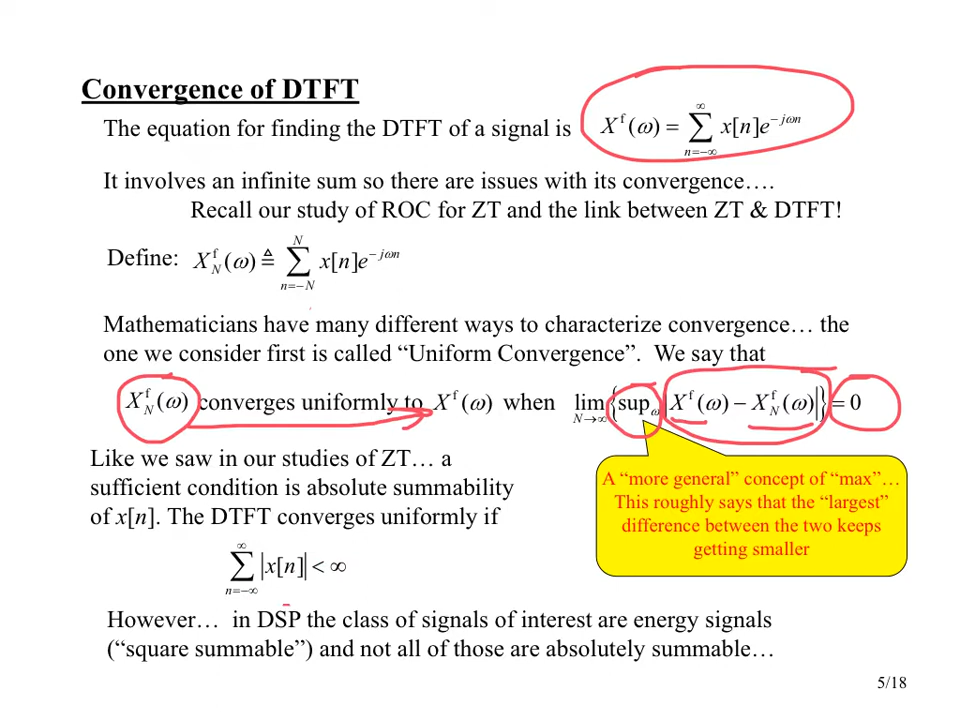 Convergence of DTFT
The equation for finding the DTFT of a signal is X^f(ω) = ∑_{n=−∞}^{∞} x[n]e^{−jωn}
It involves an infinite sum so there are issues with its convergence….
Recall our study of ROC for ZT and the link between ZT & DTFT!
Define: X_N^f(ω) ≜ ∑_{n=−N}^{N} x[n]e^{−jωn}
Mathematicians have many different ways to characterize convergence… the
one we consider first is called “Uniform Convergence”. We say that
X_N^f(ω) converges uniformly to X^f(ω) when lim_{N→∞} {sup_ω |X^f(ω) − X_N^f(ω)|} = 0
Like we saw in our studies of ZT… a
sufficient condition is absolute summability
of x[n]. The DTFT converges uniformly if
∑_{n=−∞}^{∞} |x[n]| < ∞
A “more general” concept of “max”…
This roughly says that the “largest”
difference between the two keeps
getting smaller
However… in DSP the class of signals of interest are energy signals
(“square summable”) and not all of those are absolutely summable…
5/18